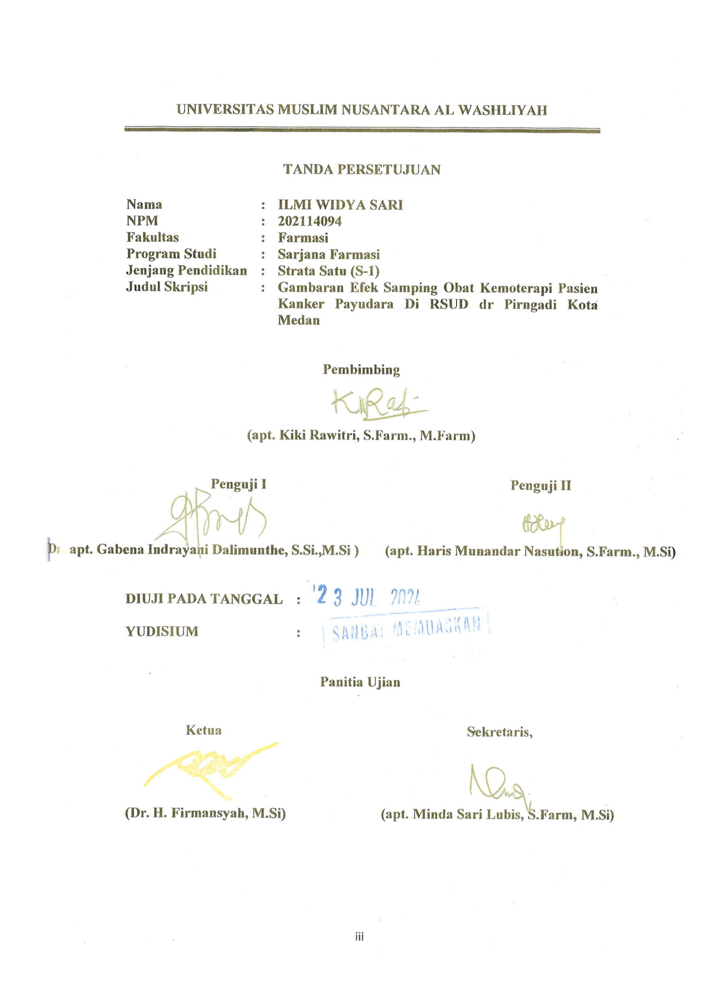 UNIVERSITAS MUSLIM NUSANTARA AL WASHLIYAH
TANDA PERSETUJUAN
Nama : ILMI WIDYA SARI
NPM : 202114094
Fakultas : Farmasi
Program Studi : Sarjana Farmasi
Jenjang Pendidikan : Strata Satu (S-1)
Judul Skripsi : Gambaran Efek Samping Obat Kemoterapi Pasien
Kanker Payudara Di RSUD dr Pirngadi Kota
Medan
Pembimbing
(apt. Kiki Rawitri, S.Farm., M.Farm)
Penguji I Penguji II
Dr. apt. Gabena Indrayani Dalimunthe, S.Si.,M.Si ) (apt. Haris Munandar Nasution, S.Farm., M.Si)
DIUJI PADA TANGGAL : 23 JUL 2024
YUDISIUM : SANGAT MEMUASKAN
Panitia Ujian
Ketua Sekretaris,
(Dr. H. Firmansyah, M.Si) (apt. Minda Sari Lubis, S.Farm, M.Si)
iii